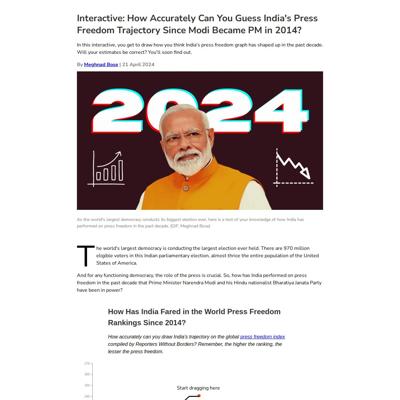 Interactive: How Accurately Can You Guess India's Press
Freedom Trajectory Since Modi Became PM in 2014?
In this interactive, you get to draw how you think India's press freedom graph has shaped up in the past decade.
Will your estimates be correct? You'll soon find out.
By Meghnad Bose | 21 April 2024
2024
As the world's largest democracy conducts its biggest election ever, here is a test of your knowledge of how India has
performed on press freedom in the past decade. (GIF: Meghnad Bose)
The world's largest democracy is conducting the largest election ever held. There are 970 million
eligible voters in this Indian parliamentary election, almost thrice the entire population of the United
States of America.
And for any functioning democracy, the role of the press is crucial. So, how has India performed on press
freedom in the past decade that Prime Minister Narendra Modi and his Hindu nationalist Bharatiya Janata Party
have been in power?
How Has India Fared in the World Press Freedom
Rankings Since 2014?
How accurately can you draw India's trajectory on the global press freedom index
compiled by Reporters Without Borders? Remember, the higher the ranking, the
lesser the press freedom.
Start dragging here